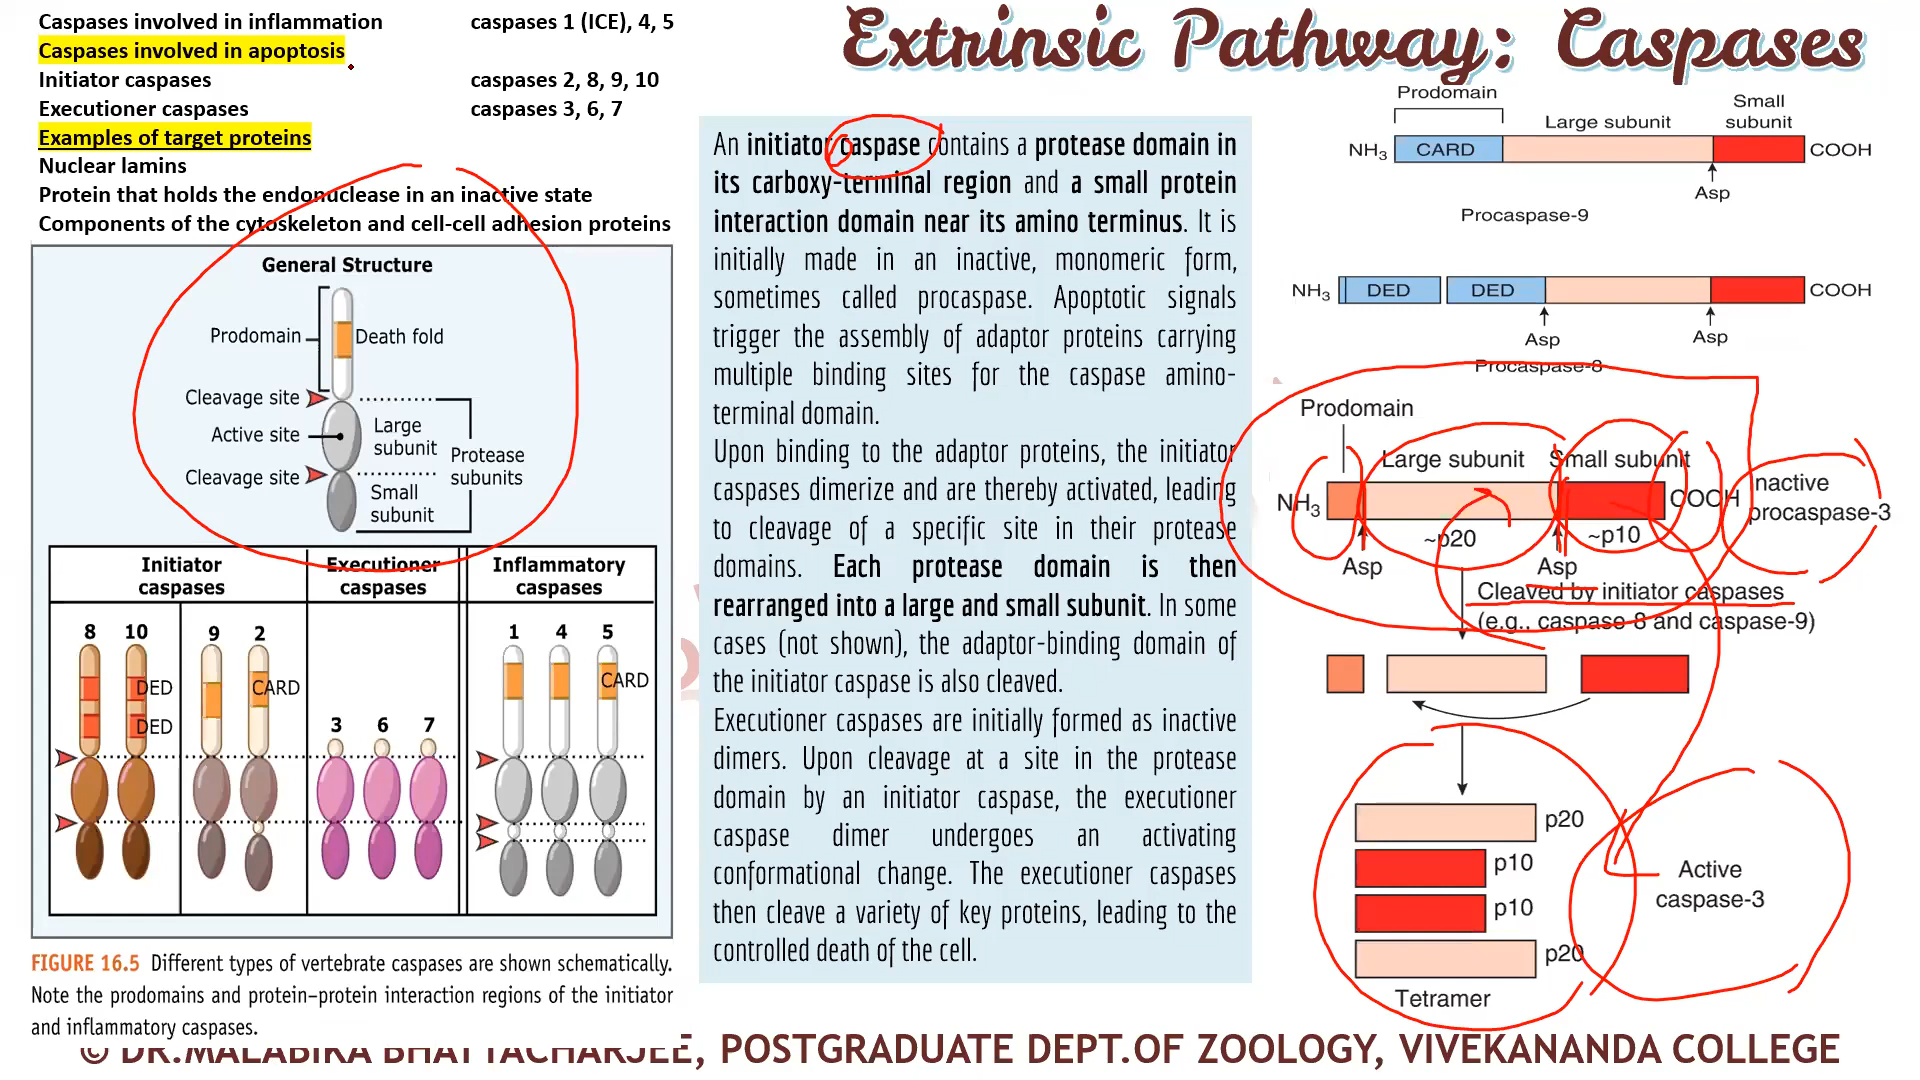 Extrinsic Pathway: Caspases
Caspases involved in inflammation caspases 1 (ICE), 4, 5
Caspases involved in apoptosis
Initiator caspases caspases 2, 8, 9, 10
Executioner caspases caspases 3, 6, 7
Examples of target proteins
Nuclear lamins
Protein that holds the endonuclease in an inactive state
Components of the cytoskeleton and cell-cell adhesion proteins
General Structure
Prodomain
Death fold
Cleavage site
Active site
Large
subunit
Protease
subunits
Cleavage site
Small
subunit
Initiator
caspases
Executioner
caspases
Inflammatory
caspases
8 10 9 2 3 6 7 1 4 5
DED
DED
CARD
CARD
FIGURE 16.5 Different types of vertebrate caspases are shown schematically.
Note the prodomains and protein–protein interaction regions of the initiator
and inflammatory caspases.
An initiator caspase contains a protease domain in
its carboxy-terminal region and a small protein
interaction domain near its amino terminus. It is
initially made in an inactive, monomeric form,
sometimes called procaspase. Apoptotic signals
trigger the assembly of adaptor proteins carrying
multiple binding sites for the caspase amino-
terminal domain.
Upon binding to the adaptor proteins, the initiator
caspases dimerize and are thereby activated, leading
to cleavage of a specific site in their protease
domains. Each protease domain is then
rearranged into a large and small subunit. In some
cases (not shown), the adaptor-binding domain of
the initiator caspase is also cleaved.
Executioner caspases are initially formed as inactive
dimers. Upon cleavage at a site in the protease
domain by an initiator caspase, the executioner
caspase dimer undergoes an activating
conformational change. The executioner caspases
then cleave a variety of key proteins, leading to the
controlled death of the cell.
Prodomain
Large subunit
Small
subunit
NH3 CARD COOH
Asp
Procaspase-9
NH3 DED DED COOH
Asp Asp
Procaspase-8
Prodomain
Large subunit Small subunit
NH3 COOH
Inactive
procaspase-3
~p20 ~p10
Asp Asp
Cleaved by initiator caspases
(e.g., caspase-8 and caspase-9)
p20
p10
p10
p20
Active
caspase-3
Tetramer
© DR.MALABIKA BHATTACHARJEE, POSTGRADUATE DEPT.OF ZOOLOGY, VIVEKANANDA COLLEGE